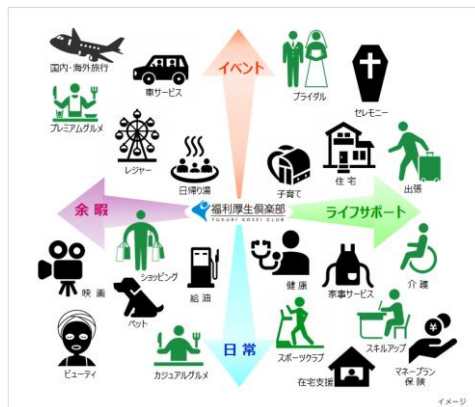 イベント
国内・海外旅行
車サービス
ブライダル
セレモニー
プレミアムグルメ
レジャー
日帰り湯
子育て
住宅
出張
余暇
福利厚生倶楽部
FUKURI KOSEI CLUB
ライフサポート
ショッピング
映画
ペット
給油
健康
家事サービス
介護
ビューティ
カジュアルグルメ
日常
スポーツクラブ
スキルアップ
在宅支援
マネープラン
保険
イメージ